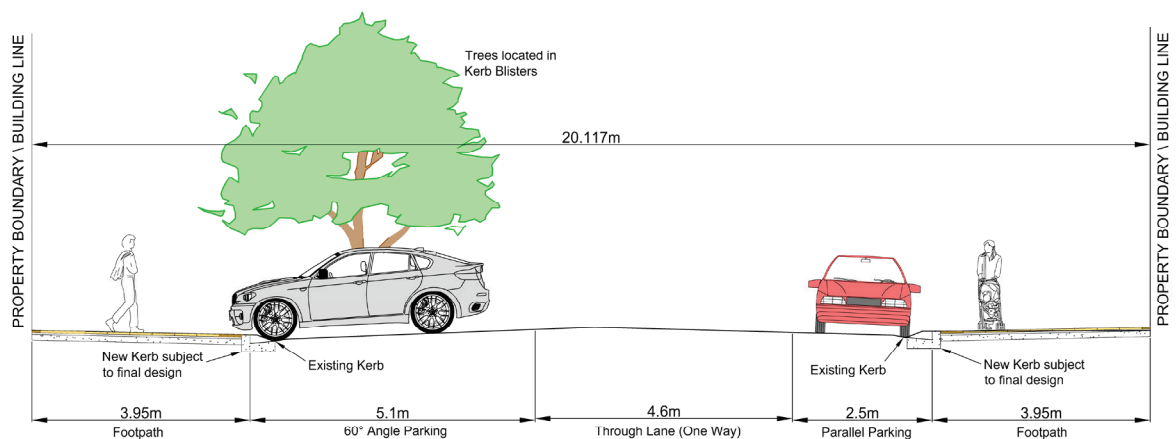 PROPERTY BOUNDARY \ BUILDING LINE
Trees located in
Kerb Blisters
20.117m
PROPERTY BOUNDARY \ BUILDING LINE
New Kerb subject
to final design
Existing Kerb
Existing Kerb
New Kerb subject
to final design
3.95m
5.1m
4.6m
2.5m
3.95m
Footpath
60° Angle Parking
Through Lane (One Way)
Parallel Parking
Footpath